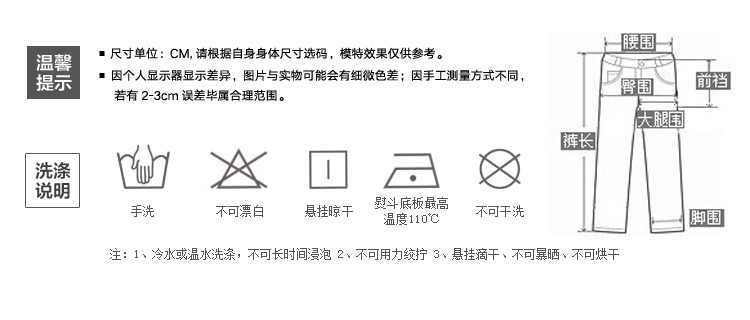 温馨
提示
■ 尺寸单位：CM, 请根据自身身体尺寸选码，模特效果仅供参考。
■ 因个人显示器显示差异，图片与实物可能会有细微色差；因手工测量方式不同，
若有 2-3cm 误差毕属合理范围。
洗涤
说明
手洗
不可漂白
悬挂晾干
熨斗底板最高
温度110℃
不可干洗
注：1、冷水或温水洗涤，不可长时间浸泡 2、不可用力绞拧 3、悬挂滴干、不可暴晒、不可烘干
腰围
前裆
臀围
大腿围
裤长
脚围